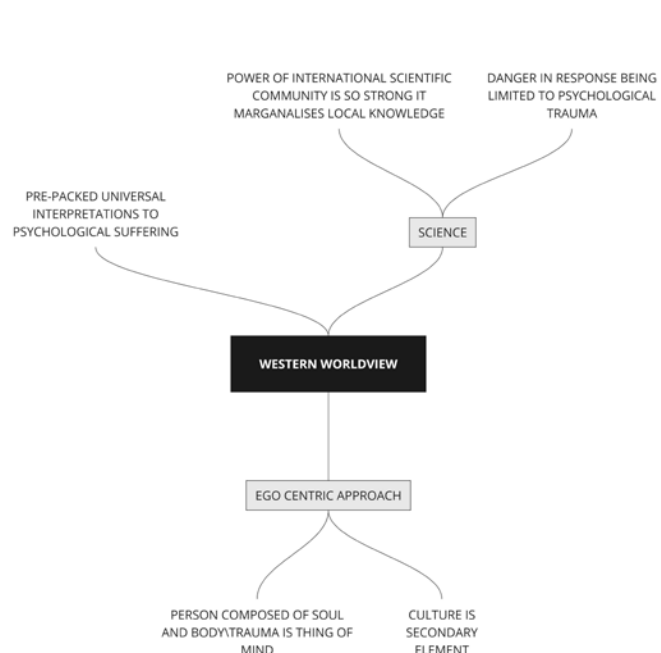 POWER OF INTERNATIONAL SCIENTIFIC
COMMUNITY IS SO STRONG IT
MARGANALISES LOCAL KNOWLEDGE
DANGER IN RESPONSE BEING
LIMITED TO PSYCHOLOGICAL
TRAUMA
PRE-PACKED UNIVERSAL
INTERPRETATIONS TO
PSYCHOLOGICAL SUFFERING
SCIENCE
WESTERN WORLDVIEW
EGO CENTRIC APPROACH
PERSON COMPOSED OF SOUL
AND BODY\TRAUMA IS THING OF
MIND
CULTURE IS
SECONDARY
ELEMENT